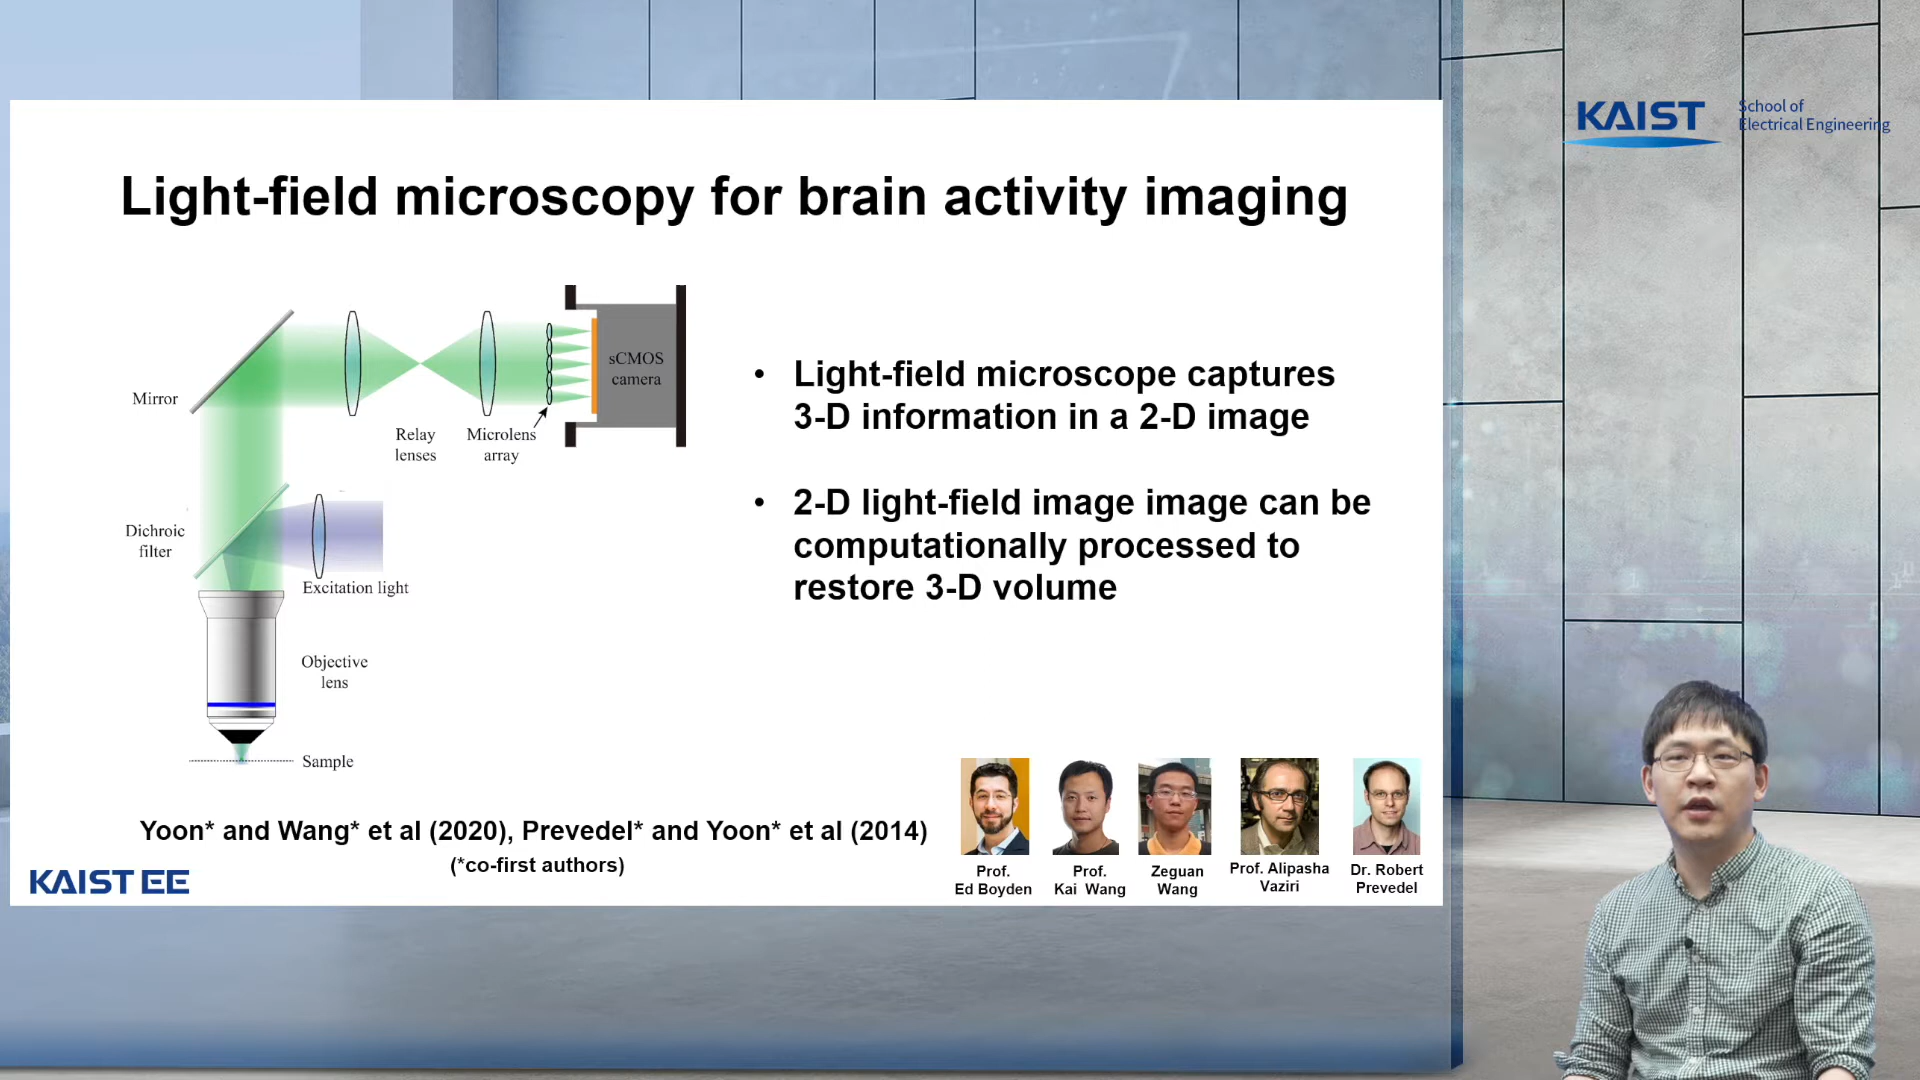 KAIST
School of
Electrical Engineering
Light-field microscopy for brain activity imaging
sCMOS
camera
Mirror
Relay
lenses
Microlens
array
Dichroic
filter
Excitation light
Objective
lens
Sample
• Light-field microscope captures
3-D information in a 2-D image
• 2-D light-field image image can be
computationally processed to
restore 3-D volume
Yoon* and Wang* et al (2020), Prevedel* and Yoon* et al (2014)
(*co-first authors)
Prof.
Ed Boyden
Prof.
Kai Wang
Zeguan
Wang
Prof. Alipasha
Vaziri
Dr. Robert
Prevedel
KAIST EE